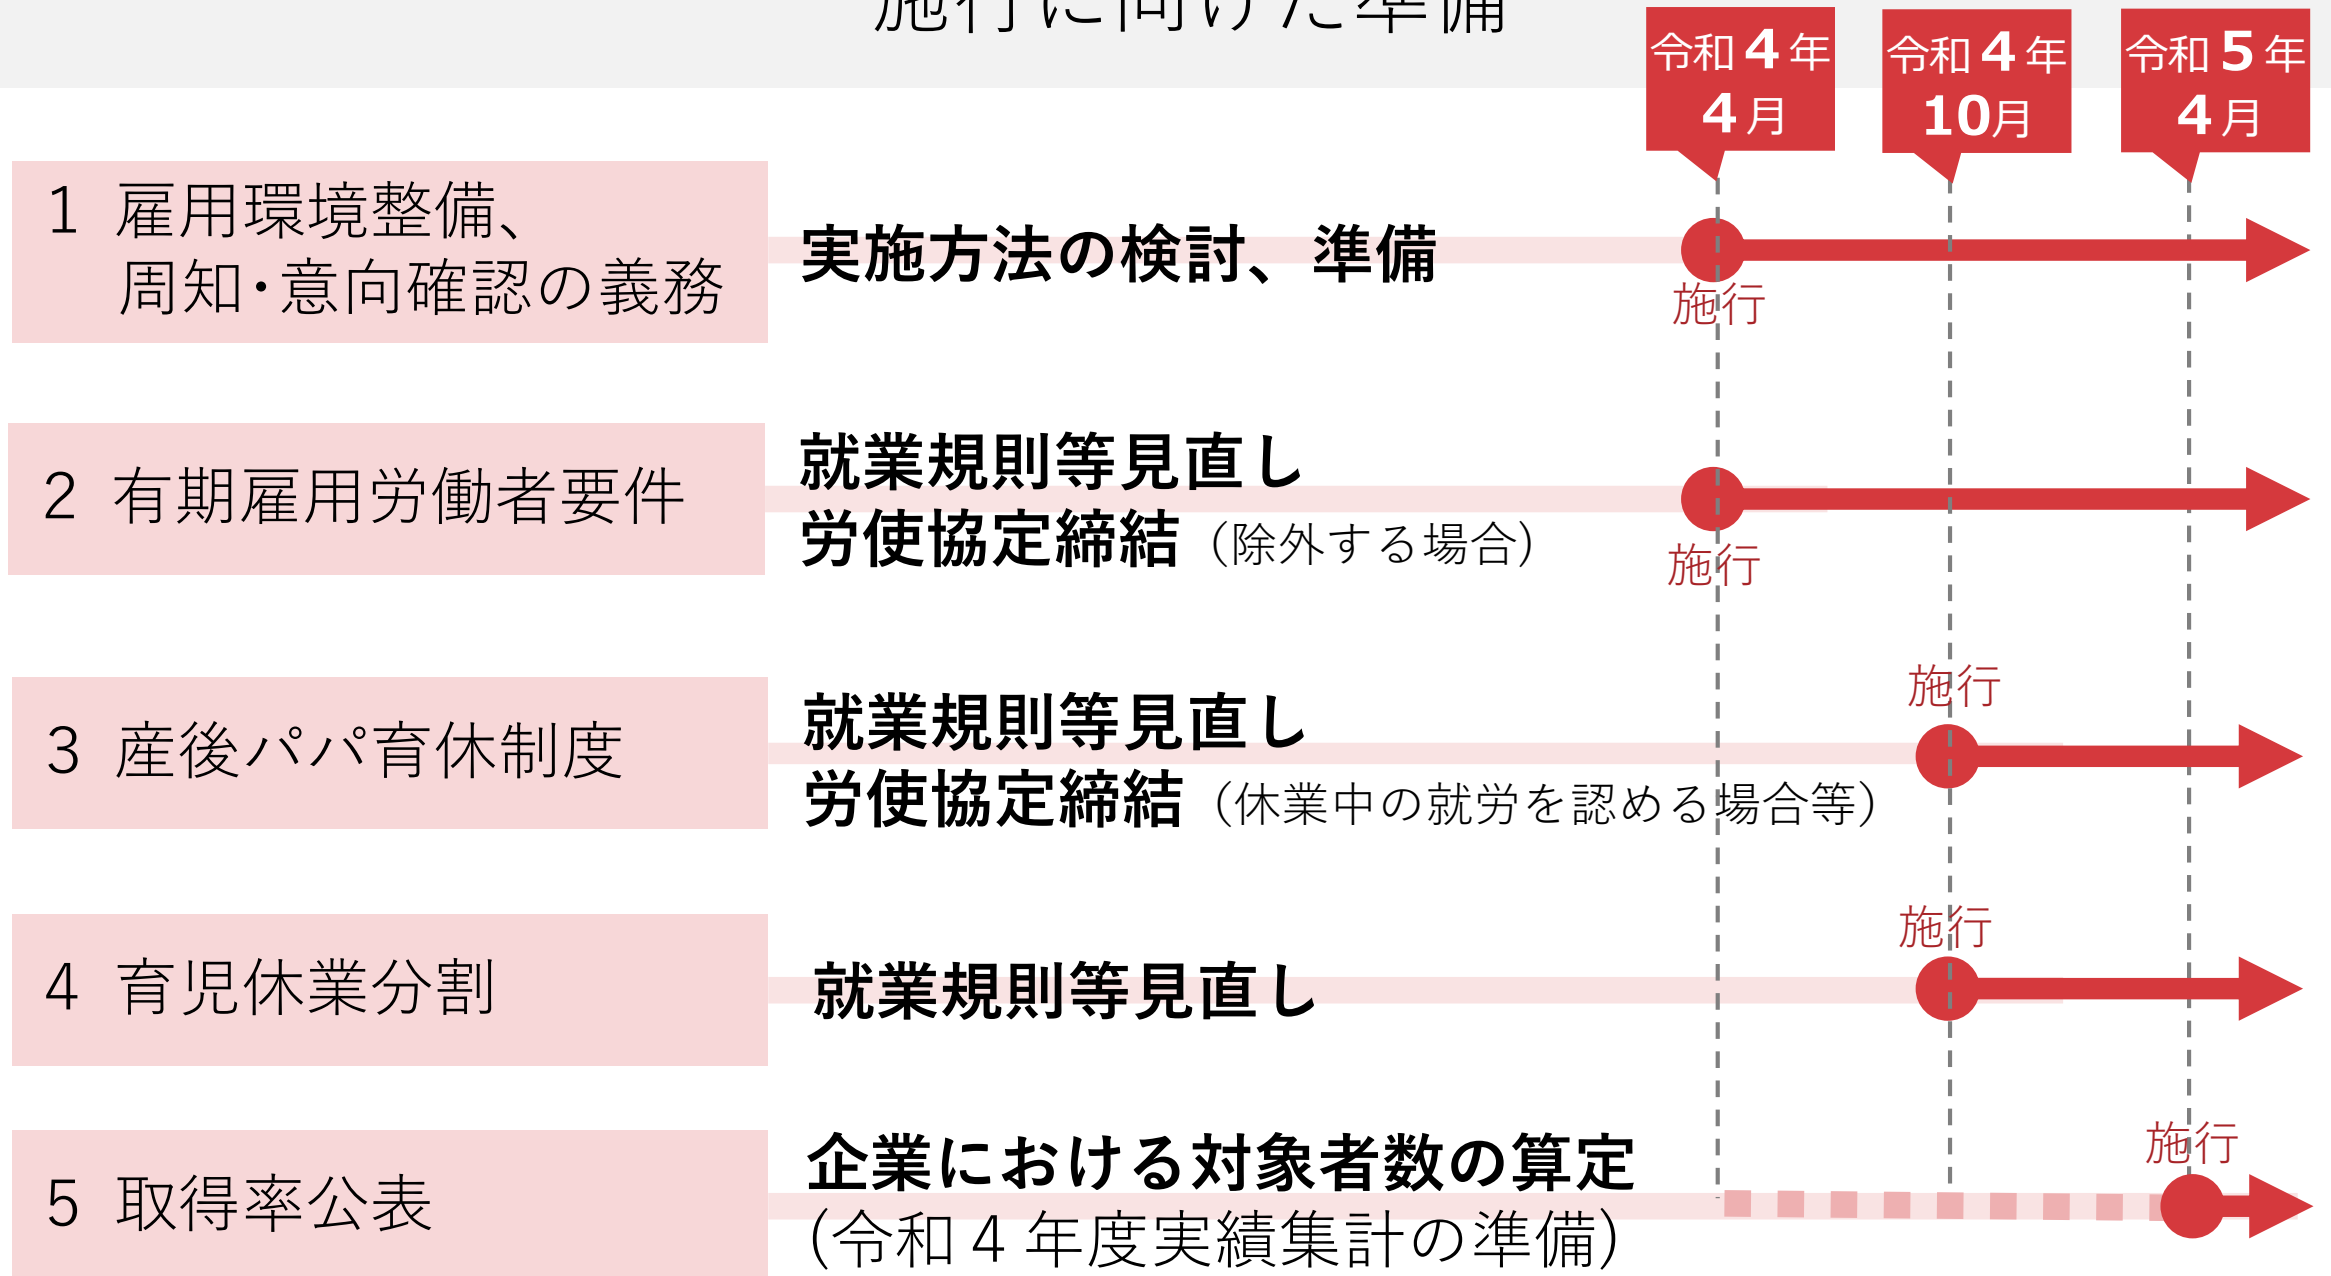 施行に向けた準備
令和4年
4月
令和4年
10月
令和5年
4月
1 雇用環境整備、
周知・意向確認の義務
実施方法の検討、準備
施行
2 有期雇用労働者要件
就業規則等見直し
労使協定締結（除外する場合）
施行
3 産後パパ育休制度
就業規則等見直し
労使協定締結（休業中の就労を認める場合等）
施行
4 育児休業分割
就業規則等見直し
施行
5 取得率公表
企業における対象者数の算定
（令和4年度実績集計の準備）
施行